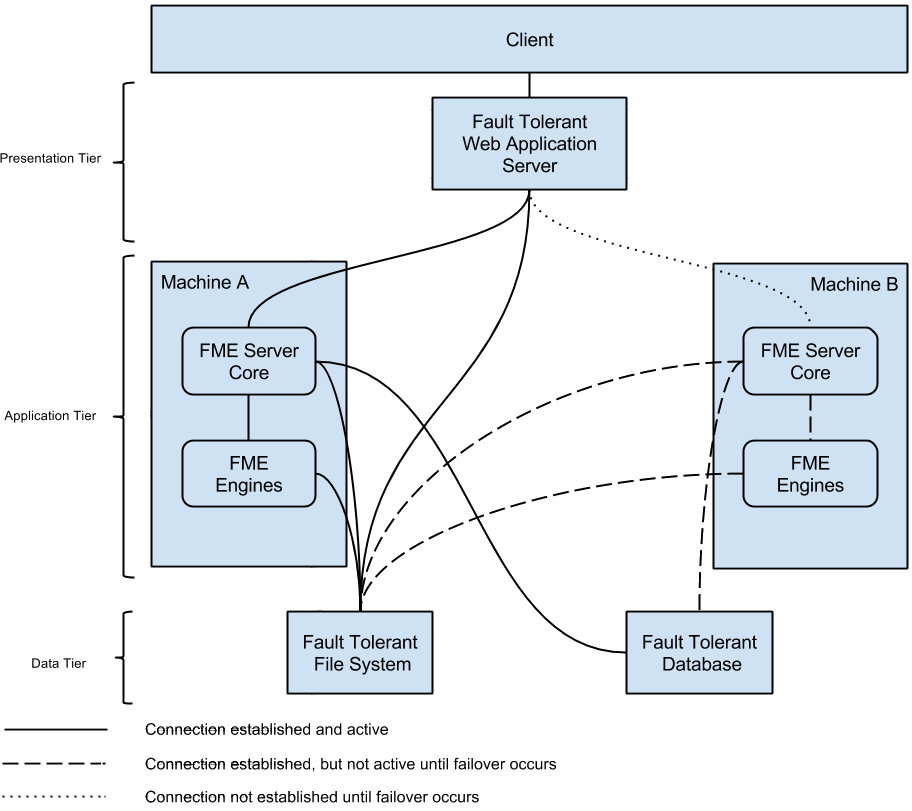 Client
Fault Tolerant
Web Application
Server
Presentation Tier
Machine A
Machine B
FME Server
Core
FME Server
Core
Application Tier
FME
Engines
FME
Engines
Fault Tolerant
File System
Fault Tolerant
Database
Data Tier
Connection established and active
Connection established, but not active until failover occurs
Connection not established until failover occurs